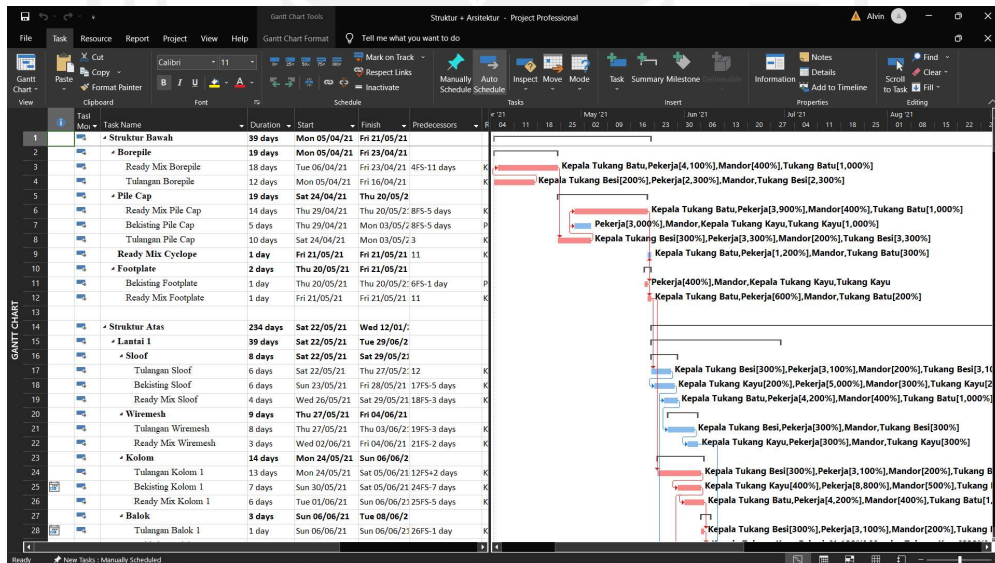 Gantt Chart Tools
Struktur + Arsitektur - Project Professional
Alvin
A
File Task Resource Report Project View Help Gantt Chart Format Tell me what you want to do
Gantt Chart
View
Paste
Cut
Copy
Format Painter
Clipboard
Calibri 11
B I U A
Font
Mark on Track
Respect Links
Inactivate
Schedule
Manually Schedule
Auto Schedule
Inspect Move Mode
Tasks
Task Summary Milestone Deliverable
Insert
Information
Notes
Details
Add to Timeline
Properties
Scroll to Task
Find
Clear
Fill
Editing
Task Name Duration Start Finish Predecessors
r '21 May '21 Jun '21 Jul '21 Aug '21
04 11 18 25 02 09 16 23 30 06 13 20 27 04 11 18 25 01 08 15 22
1 Struktur Bawah 39 days Mon 05/04/21 Fri 21/05/21
2 Borepile 19 days Mon 05/04/21 Fri 23/04/21
3 Ready Mix Borepile 18 days Tue 06/04/21 Fri 23/04/21 4FS-11 days K Kepala Tukang Batu,Pekerja[4,100%],Mandor[400%],Tukang Batu[1,000%]
4 Tulangan Borepile 12 days Mon 05/04/21 Fri 16/04/21 K Kepala Tukang Besi[200%],Pekerja[2,300%],Mandor,Tukang Besi[2,300%]
5 Pile Cap 19 days Sat 24/04/21 Thu 20/05/2
6 Ready Mix Pile Cap 14 days Thu 29/04/21 Thu 20/05/21 8FS-5 days K Kepala Tukang Batu,Pekerja[3,900%],Mandor[400%],Tukang Batu[1,000%]
7 Bekisting Pile Cap 5 days Thu 29/04/21 Mon 03/05/2 8FS-5 days P Pekerja[3,000%],Mandor,Kepala Tukang Kayu,Tukang Kayu[1,000%]
8 Tulangan Pile Cap 10 days Sat 24/04/21 Mon 03/05/2 3 K Kepala Tukang Besi[300%],Pekerja[3,300%],Mandor[200%],Tukang Besi[3,300%]
9 Ready Mix Cyclope 1 day Fri 21/05/21 Fri 21/05/21 11 K Kepala Tukang Batu,Pekerja[1,200%],Mandor,Tukang Batu[300%]
10 Footplate 2 days Thu 20/05/21 Fri 21/05/21
11 Bekisting Footplate 1 day Thu 20/05/21 Thu 20/05/21 6FS-1 day P Pekerja[400%],Mandor,Kepala Tukang Kayu,Tukang Kayu
12 Ready Mix Footplate 1 day Fri 21/05/21 Fri 21/05/21 11 K Kepala Tukang Batu,Pekerja[600%],Mandor,Tukang Batu[200%]
13
14 Struktur Atas 234 days Sat 22/05/21 Wed 12/01/
15 Lantai 1 39 days Sat 22/05/21 Tue 29/06/2
16 Sloof 8 days Sat 22/05/21 Sat 29/05/21
17 Tulangan Sloof 6 days Sat 22/05/21 Thu 27/05/21 12 K Kepala Tukang Besi[300%],Pekerja[3,100%],Mandor[200%],Tukang Besi[3,10
18 Bekisting Sloof 6 days Sun 23/05/21 Fri 28/05/21 17FS-5 days K Kepala Tukang Kayu[200%],Pekerja[5,000%],Mandor[300%],Tukang Kayu[2
19 Ready Mix Sloof 4 days Wed 26/05/21 Sat 29/05/21 18FS-3 days K Kepala Tukang Batu,Pekerja[4,200%],Mandor[400%],Tukang Batu[1,000%]
20 Wiremesh 9 days Thu 27/05/21 Fri 04/06/21
21 Tulangan Wiremesh 8 days Thu 27/05/21 Thu 03/06/21 19FS-3 days K Kepala Tukang Besi,Pekerja[300%],Mandor,Tukang Besi[300%]
22 Ready Mix Wiremesh 3 days Wed 02/06/21 Fri 04/06/21 21FS-2 days K Kepala Tukang Kayu,Pekerja[300%],Mandor,Tukang Kayu[300%]
23 Kolom 14 days Mon 24/05/21 Sun 06/06/2
24 Tulangan Kolom 1 13 days Mon 24/05/21 Sat 05/06/21 12FS+2 days K Kepala Tukang Besi[300%],Pekerja[3,100%],Mandor[200%],Tukang B
25 Bekisting Kolom 1 7 days Sun 30/05/21 Sat 05/06/21 24FS-7 days K Kepala Tukang Kayu[400%],Pekerja[8,800%],Mandor[500%],Tukang
26 Ready Mix Kolom 1 6 days Tue 01/06/21 Sun 06/06/21 25FS-5 days K Kepala Tukang Batu,Pekerja[4,200%],Mandor[400%],Tukang Batu[1,
27 Balok 3 days Sun 06/06/21 Tue 08/06/2
28 Tulangan Balok 1 1 day Sun 06/06/21 Sun 06/06/21 26FS-1 day K Kepala Tukang Besi[300%],Pekerja[3,100%],Mandor[200%],Tukang
GANTT CHART
Ready New Tasks : Manually Scheduled